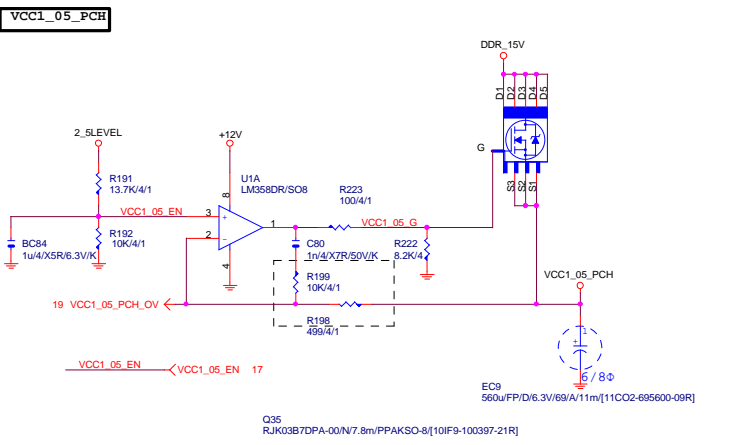 VCC1_05_PCH
DDR_15V
D1
D2
D3
D4
D5
G
S3
S2
S1
2_5LEVEL
+12V
R191
13.7K/4/1
U1A
LM358DR/SO8
8
R223
100/4/1
VCC1_05_EN
3
+
1
VCC1_05_G
2
-
4
BC84
1u/4/X5R/6.3V/K
R192
10K/4/1
C80
1n/4/X7R/50V/K
R222
8.2K/4
R199
10K/4/1
VCC1_05_PCH
19 VCC1_05_PCH_OV
R198
499/4/1
1
+
6/8Φ
VCC1_05_EN
VCC1_05_EN 17
EC9
560u/FP/D/6.3V/69/A/11m/[11CO2-695600-09R]
Q35
RJK03B7DPA-00/N/7.8m/PPAKSO-8/[10IF9-100397-21R]